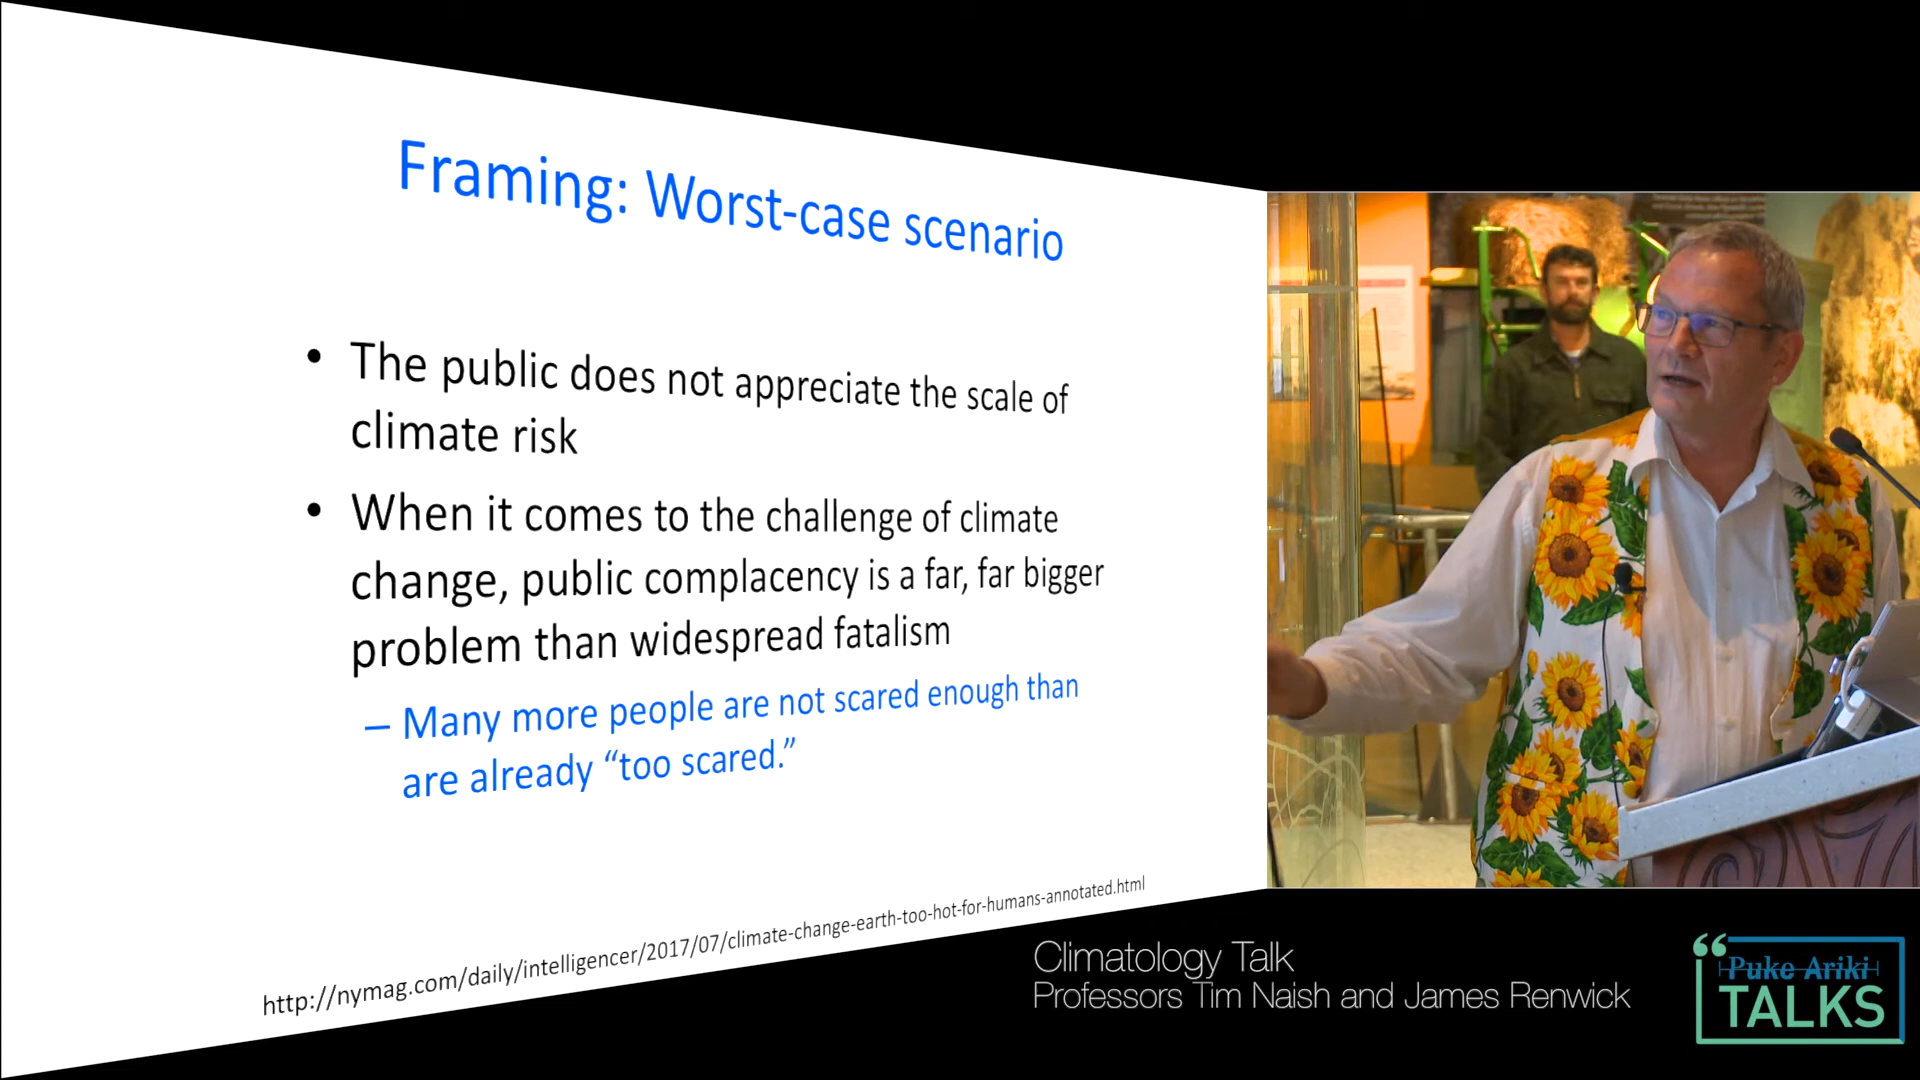 Framing: Worst-case scenario
• The public does not appreciate the scale of
climate risk
• When it comes to the challenge of climate
change, public complacency is a far, far bigger
problem than widespread fatalism
– Many more people are not scared enough than
are already “too scared.”
http://nymag.com/daily/intelligencer/2017/07/climate-change-earth-too-hot-for-humans-annotated.html
Climatology Talk
Professors Tim Naish and James Renwick
Puke Ariki
TALKS